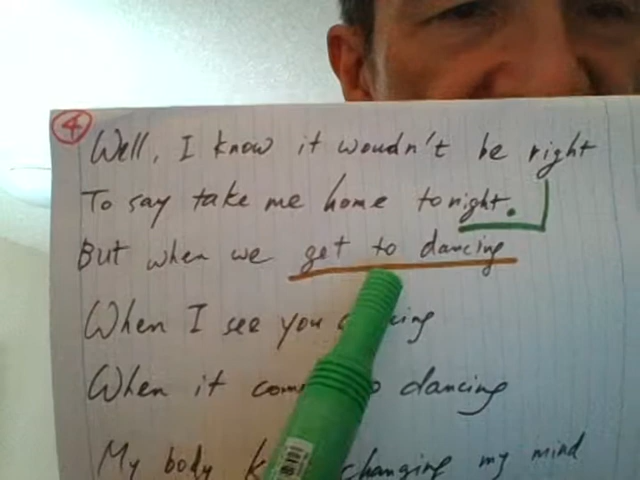 4
Well, I know it woudn't be right
To say take me home tonight.
But when we get to dancing
When I see you
When it dancing
My body changing my mind